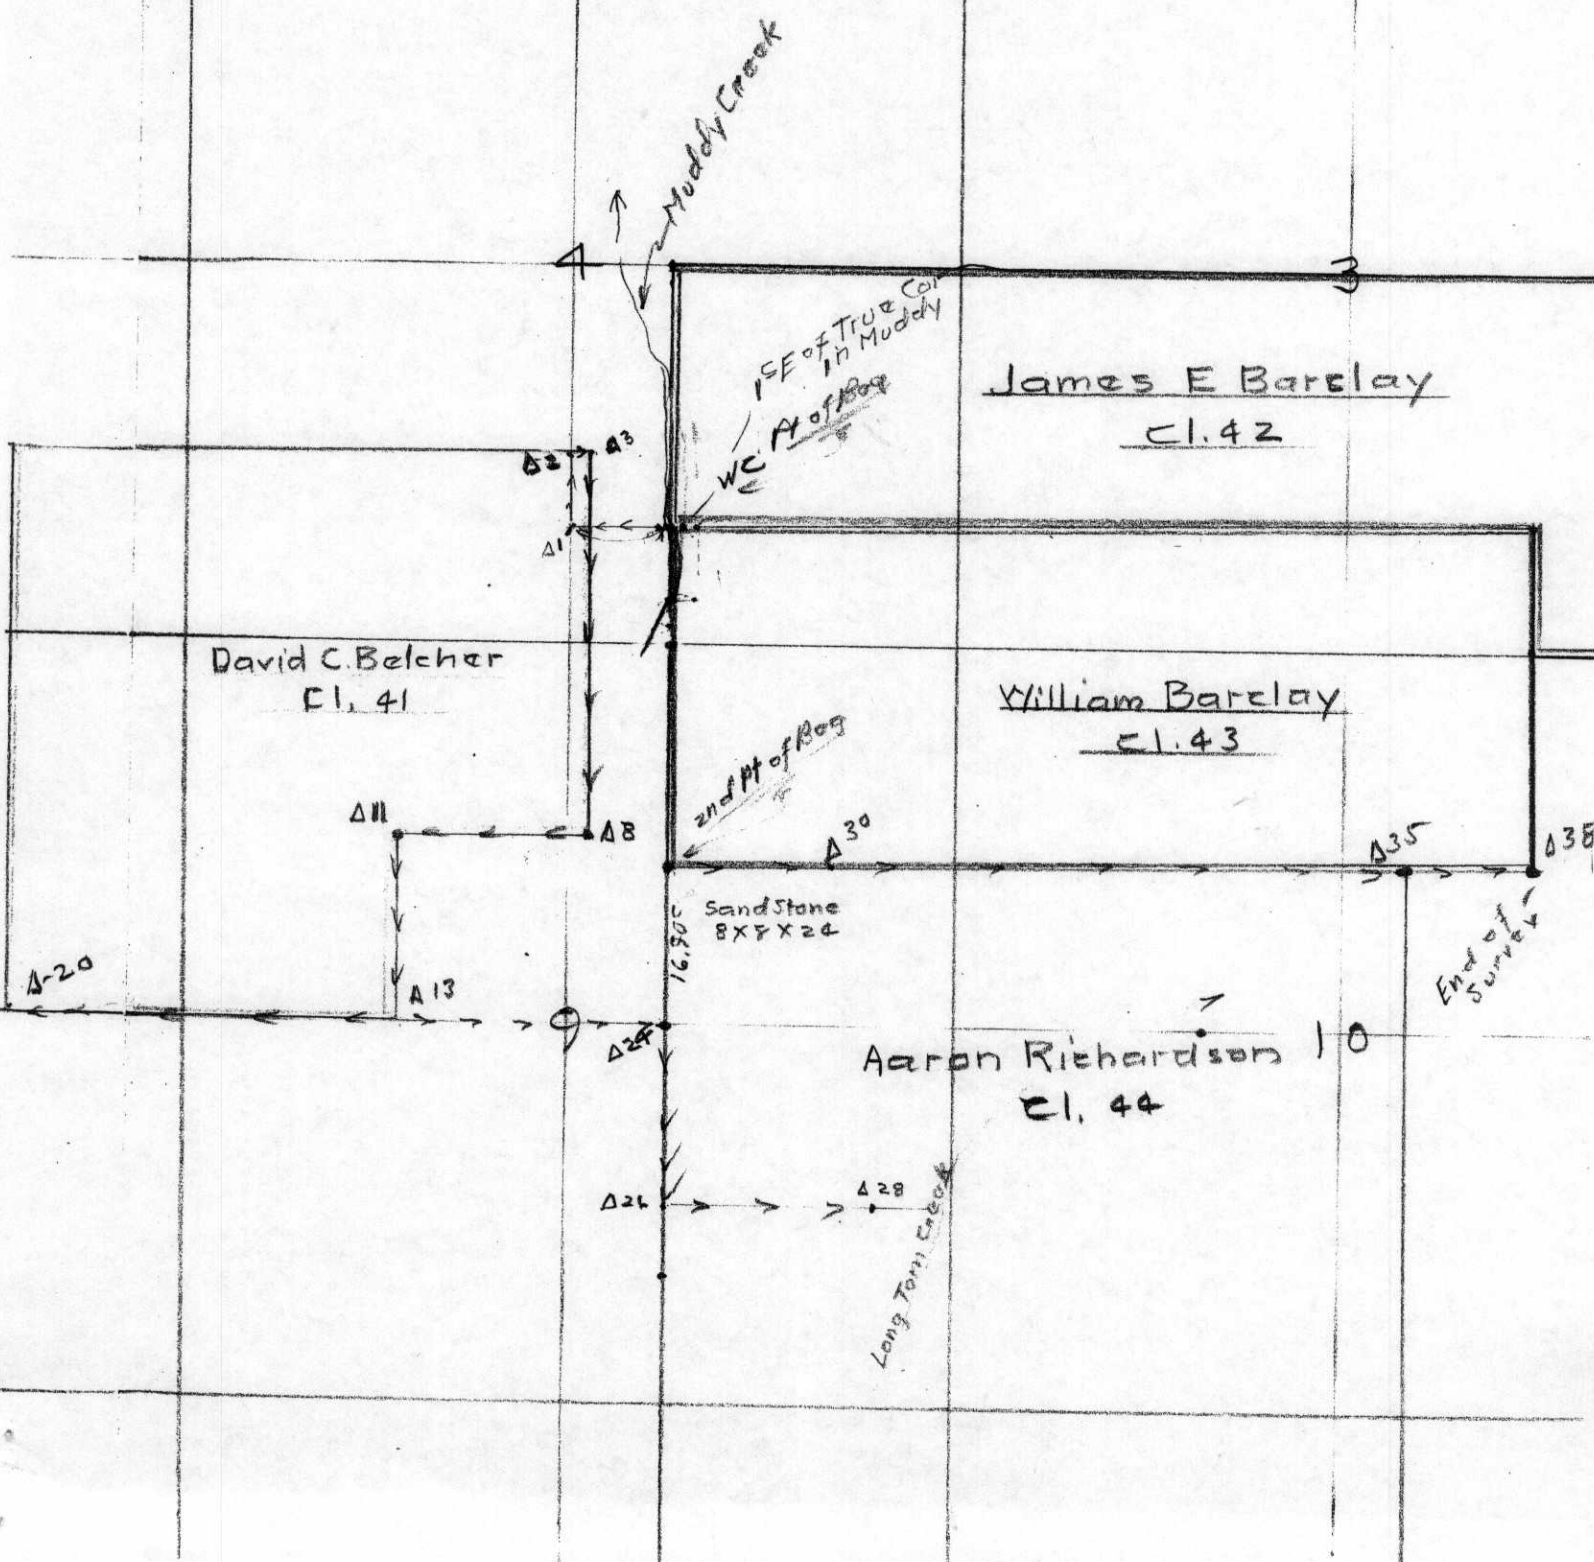 Muddy Creek
4
3
1SE of True Cor
in Muddy
Pt of Bog
WC
James E Barclay
Cl. 42
Δ2
Δ3
Δ1
David C. Belcher
Cl. 41
William Barclay
Cl. 43
2nd Pt of Bog
Δ11
Δ8
Δ30
Δ35
Δ38
Sand Stone
8X8X24
16.90c
End of
Survey
Δ-20
Δ13
9
Δ24
Aaron Richardson
Cl. 44
10
Δ26
Δ28
Long Tom Creek